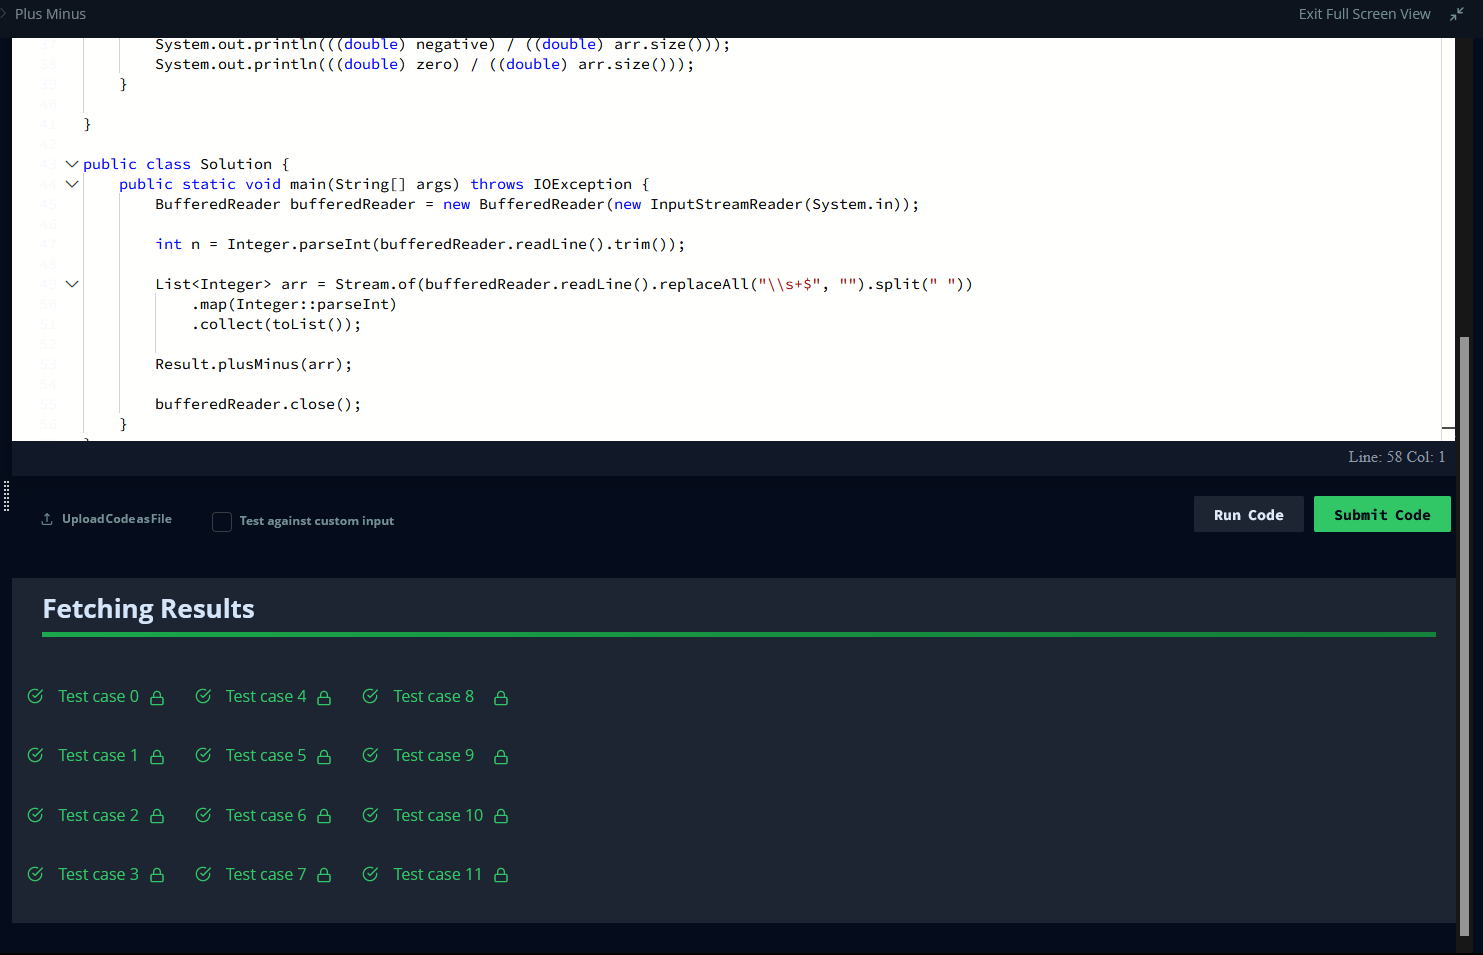 Plus Minus
Exit Full Screen View
System.out.println(((double) negative) / ((double) arr.size()));
System.out.println(((double) zero) / ((double) arr.size()));
}
}
public class Solution {
public static void main(String[] args) throws IOException {
BufferedReader bufferedReader = new BufferedReader(new InputStreamReader(System.in));
int n = Integer.parseInt(bufferedReader.readLine().trim());
List<Integer> arr = Stream.of(bufferedReader.readLine().replaceAll("\\s+$", "").split(" "))
.map(Integer::parseInt)
.collect(toList());
Result.plusMinus(arr);
bufferedReader.close();
}
Line: 58 Col: 1
Upload Code as File
Test against custom input
Run Code
Submit Code
Fetching Results
Test case 0
Test case 4
Test case 8
Test case 1
Test case 5
Test case 9
Test case 2
Test case 6
Test case 10
Test case 3
Test case 7
Test case 11